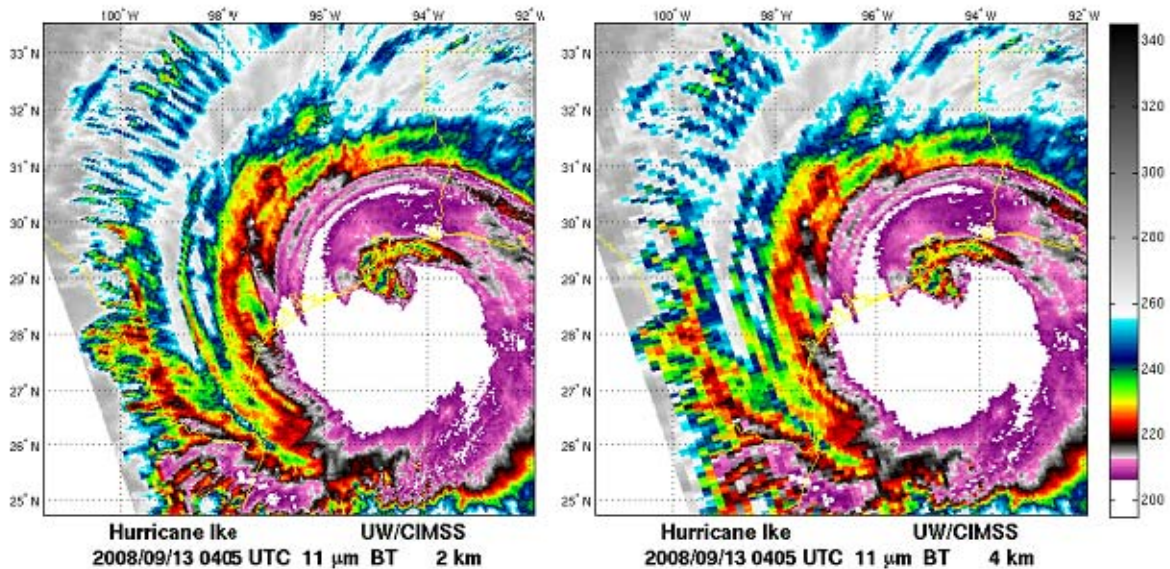 100°W 98°W 96°W 94°W 92°W 100°W 98°W 96°W 94°W 92°W
33°N 33°N 340
32°N 32°N 320
31°N 31°N 300
30°N 30°N 280
29°N 29°N 260
28°N 28°N 240
27°N 27°N 220
26°N 26°N 200
25°N 25°N
Hurricane Ike UW/CIMSS Hurricane Ike UW/CIMSS
2008/09/13 0405 UTC 11 μm BT 2 km 2008/09/13 0405 UTC 11 μm BT 4 km